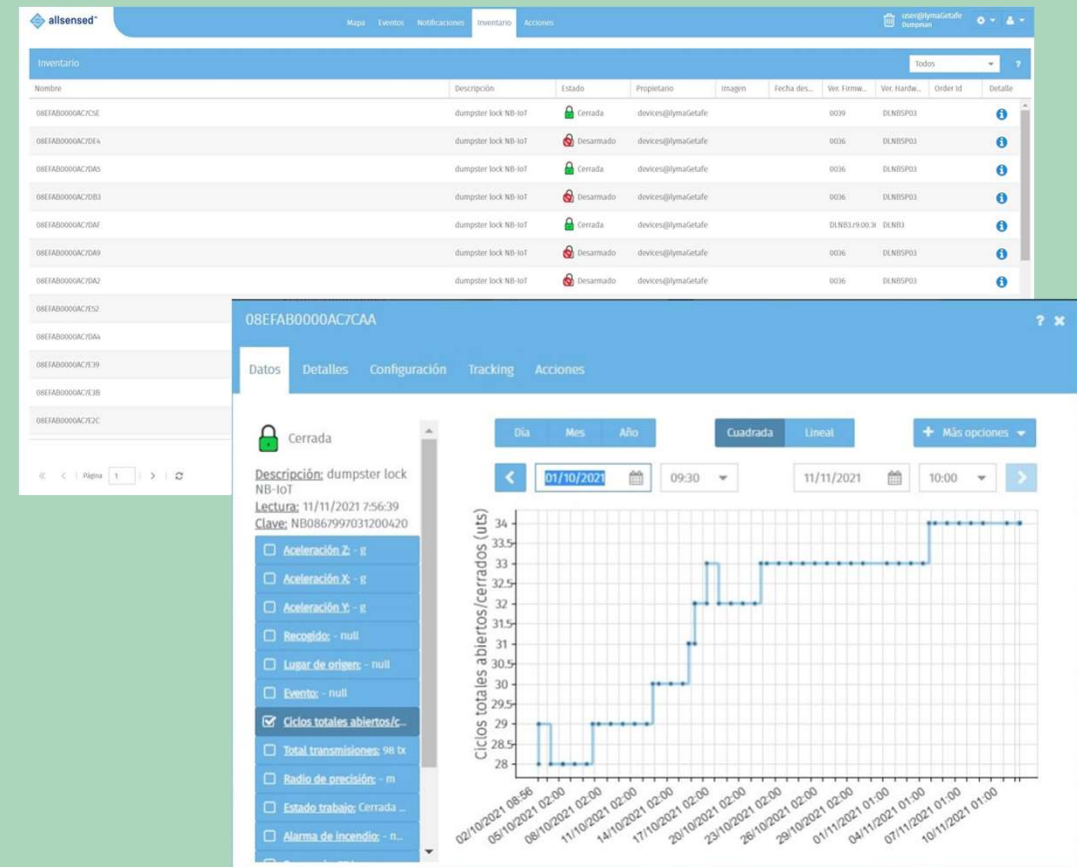 allsensed™
Mapa Eventos Notificaciones Inventario Acciones
user@lymaGetafe
Dumpman
Inventario
Todos
?
Nombre Descripción Estado Propietario Imagen Fecha des... Ver. Firmw... Ver. Hardw... Order Id Detalle
08EFAB0000AC7C5E dumpster lock NB-IoT Cerrada devices@lymaGetafe 0039 DLNB5P03
08EFAB0000AC7DE4 dumpster lock NB-IoT Desarmado devices@lymaGetafe 0036 DLNB5P03
08EFAB0000AC7DA5 dumpster lock NB-IoT Cerrada devices@lymaGetafe 0036 DLNB5P03
08EFAB0000AC7DB3 dumpster lock NB-IoT Desarmado devices@lymaGetafe 0036 DLNB5P03
08EFAB0000AC7DAF dumpster lock NB-IoT Cerrada devices@lymaGetafe DLNB3
08EFAB0000AC7DA9 dumpster lock NB-IoT Desarmado devices@lymaGetafe 0036 DLNB5P03
08EFAB0000AC7DA2 dumpster lock NB-IoT Desarmado devices@lymaGetafe 0036 DLNB5P03
08EFAB0000AC7E52
08EFAB0000AC7DA4
08EFAB0000AC7E39
08EFAB0000AC7E3B
08EFAB0000AC7E2C
Página 1
08EFAB0000AC7CAA
? ×
Datos Detalles Configuración Tracking Acciones
Cerrada
Descripción: dumpster lock
NB-IoT
Lectura: 11/11/2021 7:56:39
Clave: NB0867997031200420
Aceleración Z: - g
Aceleración X: - g
Aceleración Y: - g
Recogido: - null
Lugar de origen: - null
Evento: - null
Ciclos totales abiertos/c...
Total transmisiones: 98 tx
Radio de precisión: - m
Estado trabajo: Cerrada ...
Alarma de incendio: - n...
Día Mes Año
Cuadrada Lineal
+ Más opciones
01/10/2021 09:30 11/11/2021 10:00
Ciclos totales abiertos/cerrados (uts)
34
33.5
33
32.5
32
31.5
31
30.5
30
29.5
29
28.5
28
02/10/2021 08:56
05/10/2021 02:00
08/10/2021 02:00
11/10/2021 02:00
14/10/2021 02:00
17/10/2021 02:00
20/10/2021 02:00
23/10/2021 02:00
26/10/2021 02:00
29/10/2021 02:00
01/11/2021 01:00
04/11/2021 01:00
07/11/2021 01:00
10/11/2021 01:00